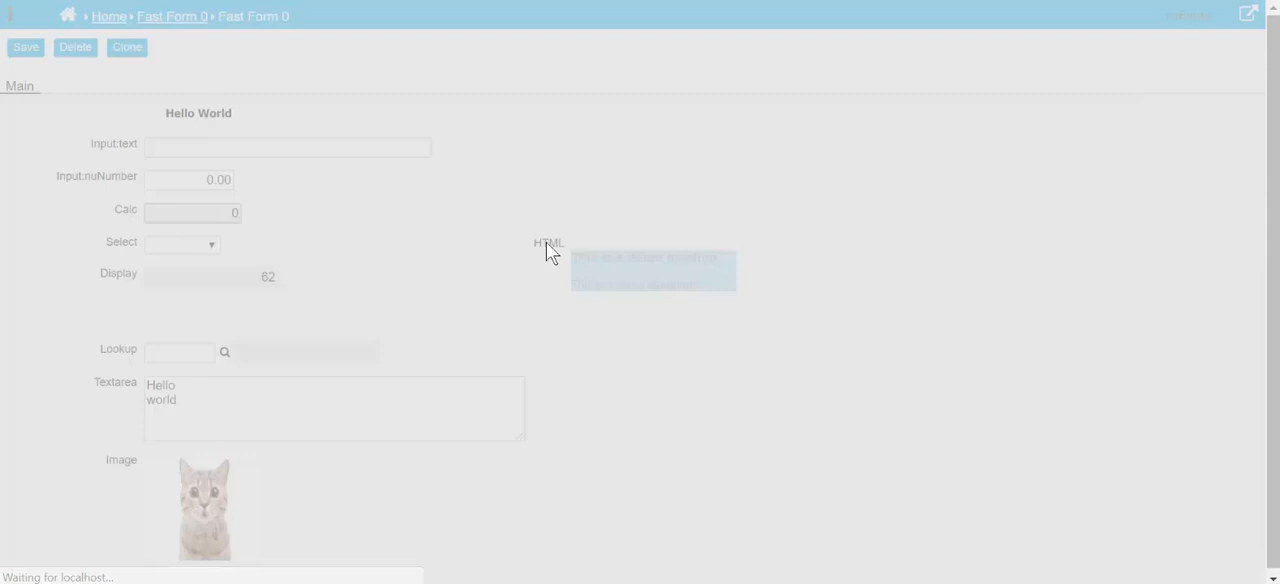 Home Fast Form 0 Fast Form 0
Save Delete Clone
Main
Hello World
Input:text
Input:nuNumber 0.00
Calc 0
Select
HTML
Display 62
Lookup
Textarea Hello
world
Image
Waiting for localhost...